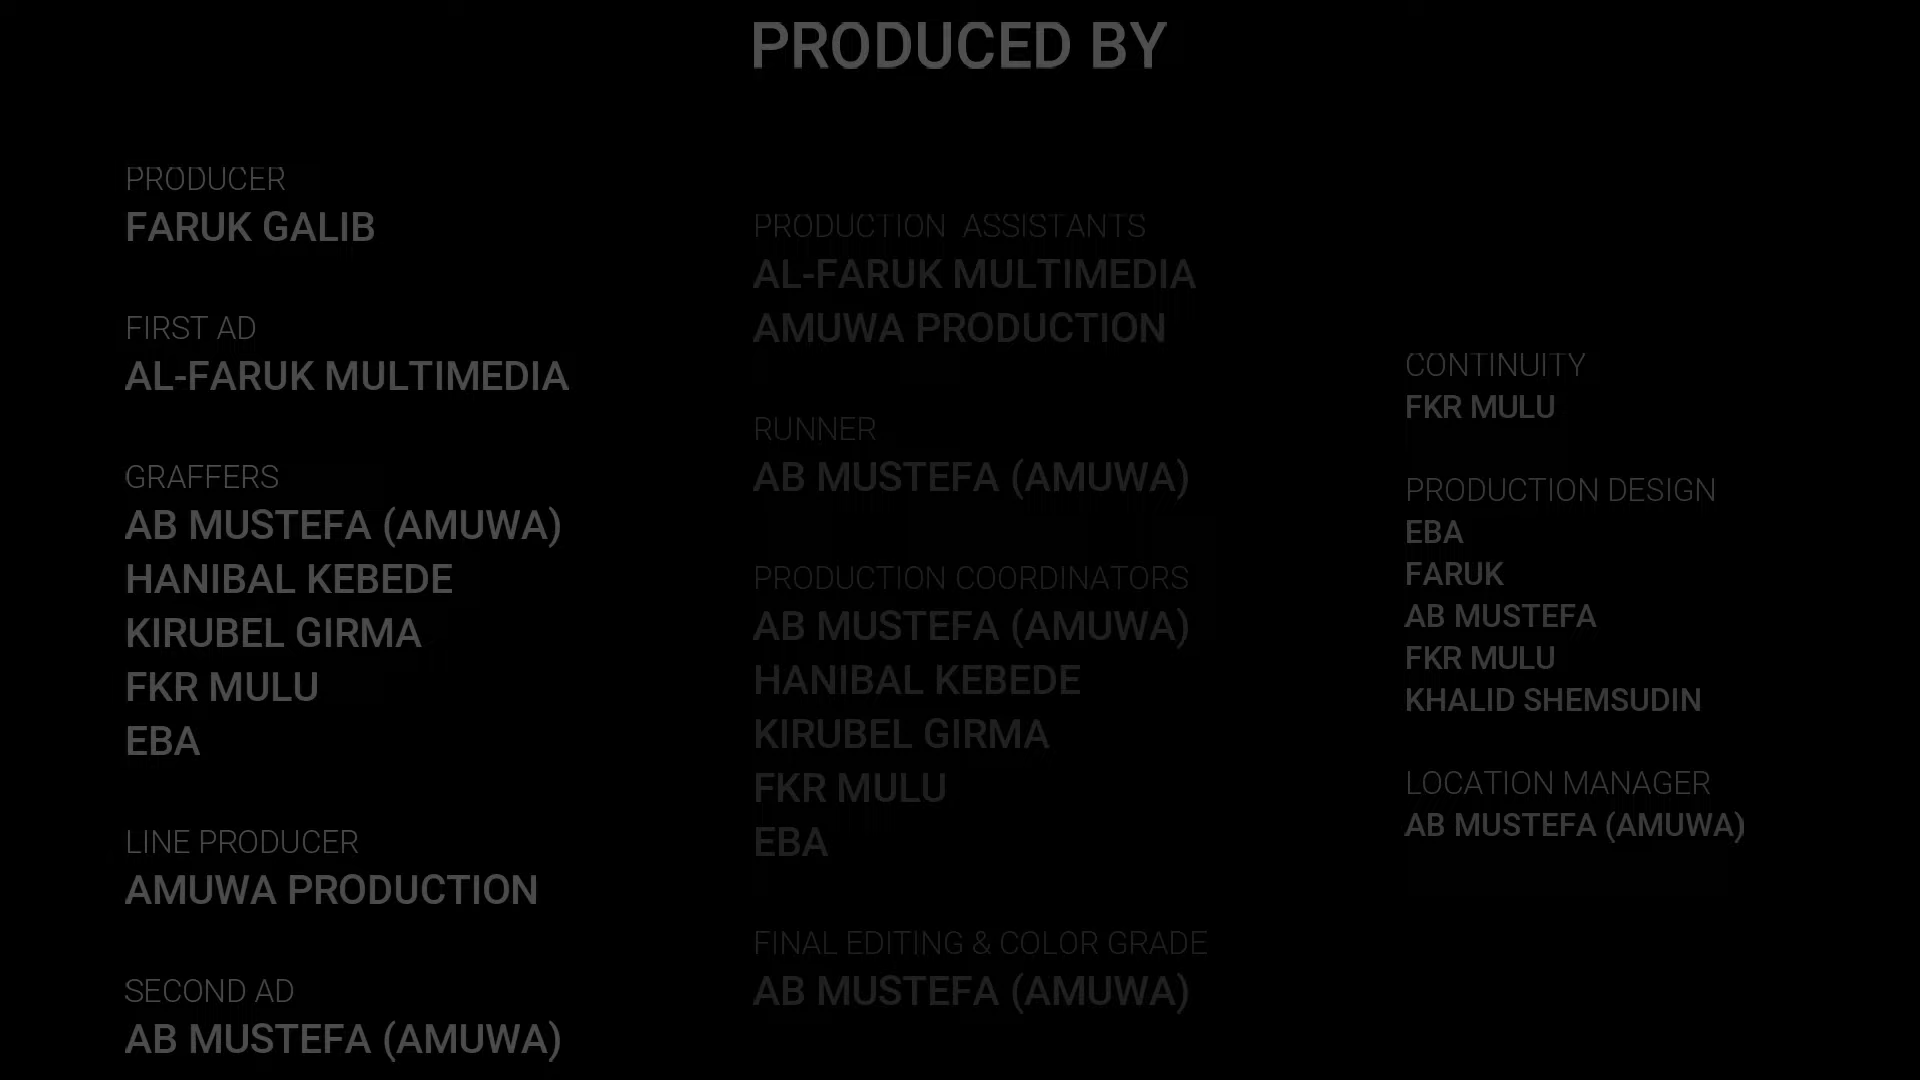 PRODUCED BY
PRODUCER
FARUK GALIB
FIRST AD
AL-FARUK MULTIMEDIA
GRAFFERS
AB MUSTEFA (AMUWA)
HANIBAL KEBEDE
KIRUBEL GIRMA
FKR MULU
EBA
LINE PRODUCER
AMUWA PRODUCTION
SECOND AD
AB MUSTEFA (AMUWA)
PRODUCTION ASSISTANTS
AL-FARUK MULTIMEDIA
AMUWA PRODUCTION
RUNNER
AB MUSTEFA (AMUWA)
PRODUCTION COORDINATORS
AB MUSTEFA (AMUWA)
HANIBAL KEBEDE
KIRUBEL GIRMA
FKR MULU
EBA
FINAL EDITING & COLOR GRADE
AB MUSTEFA (AMUWA)
CONTINUITY
FKR MULU
PRODUCTION DESIGN
EBA
FARUK
AB MUSTEFA
FKR MULU
KHALID SHEMSUDIN
LOCATION MANAGER
AB MUSTEFA (AMUWA)